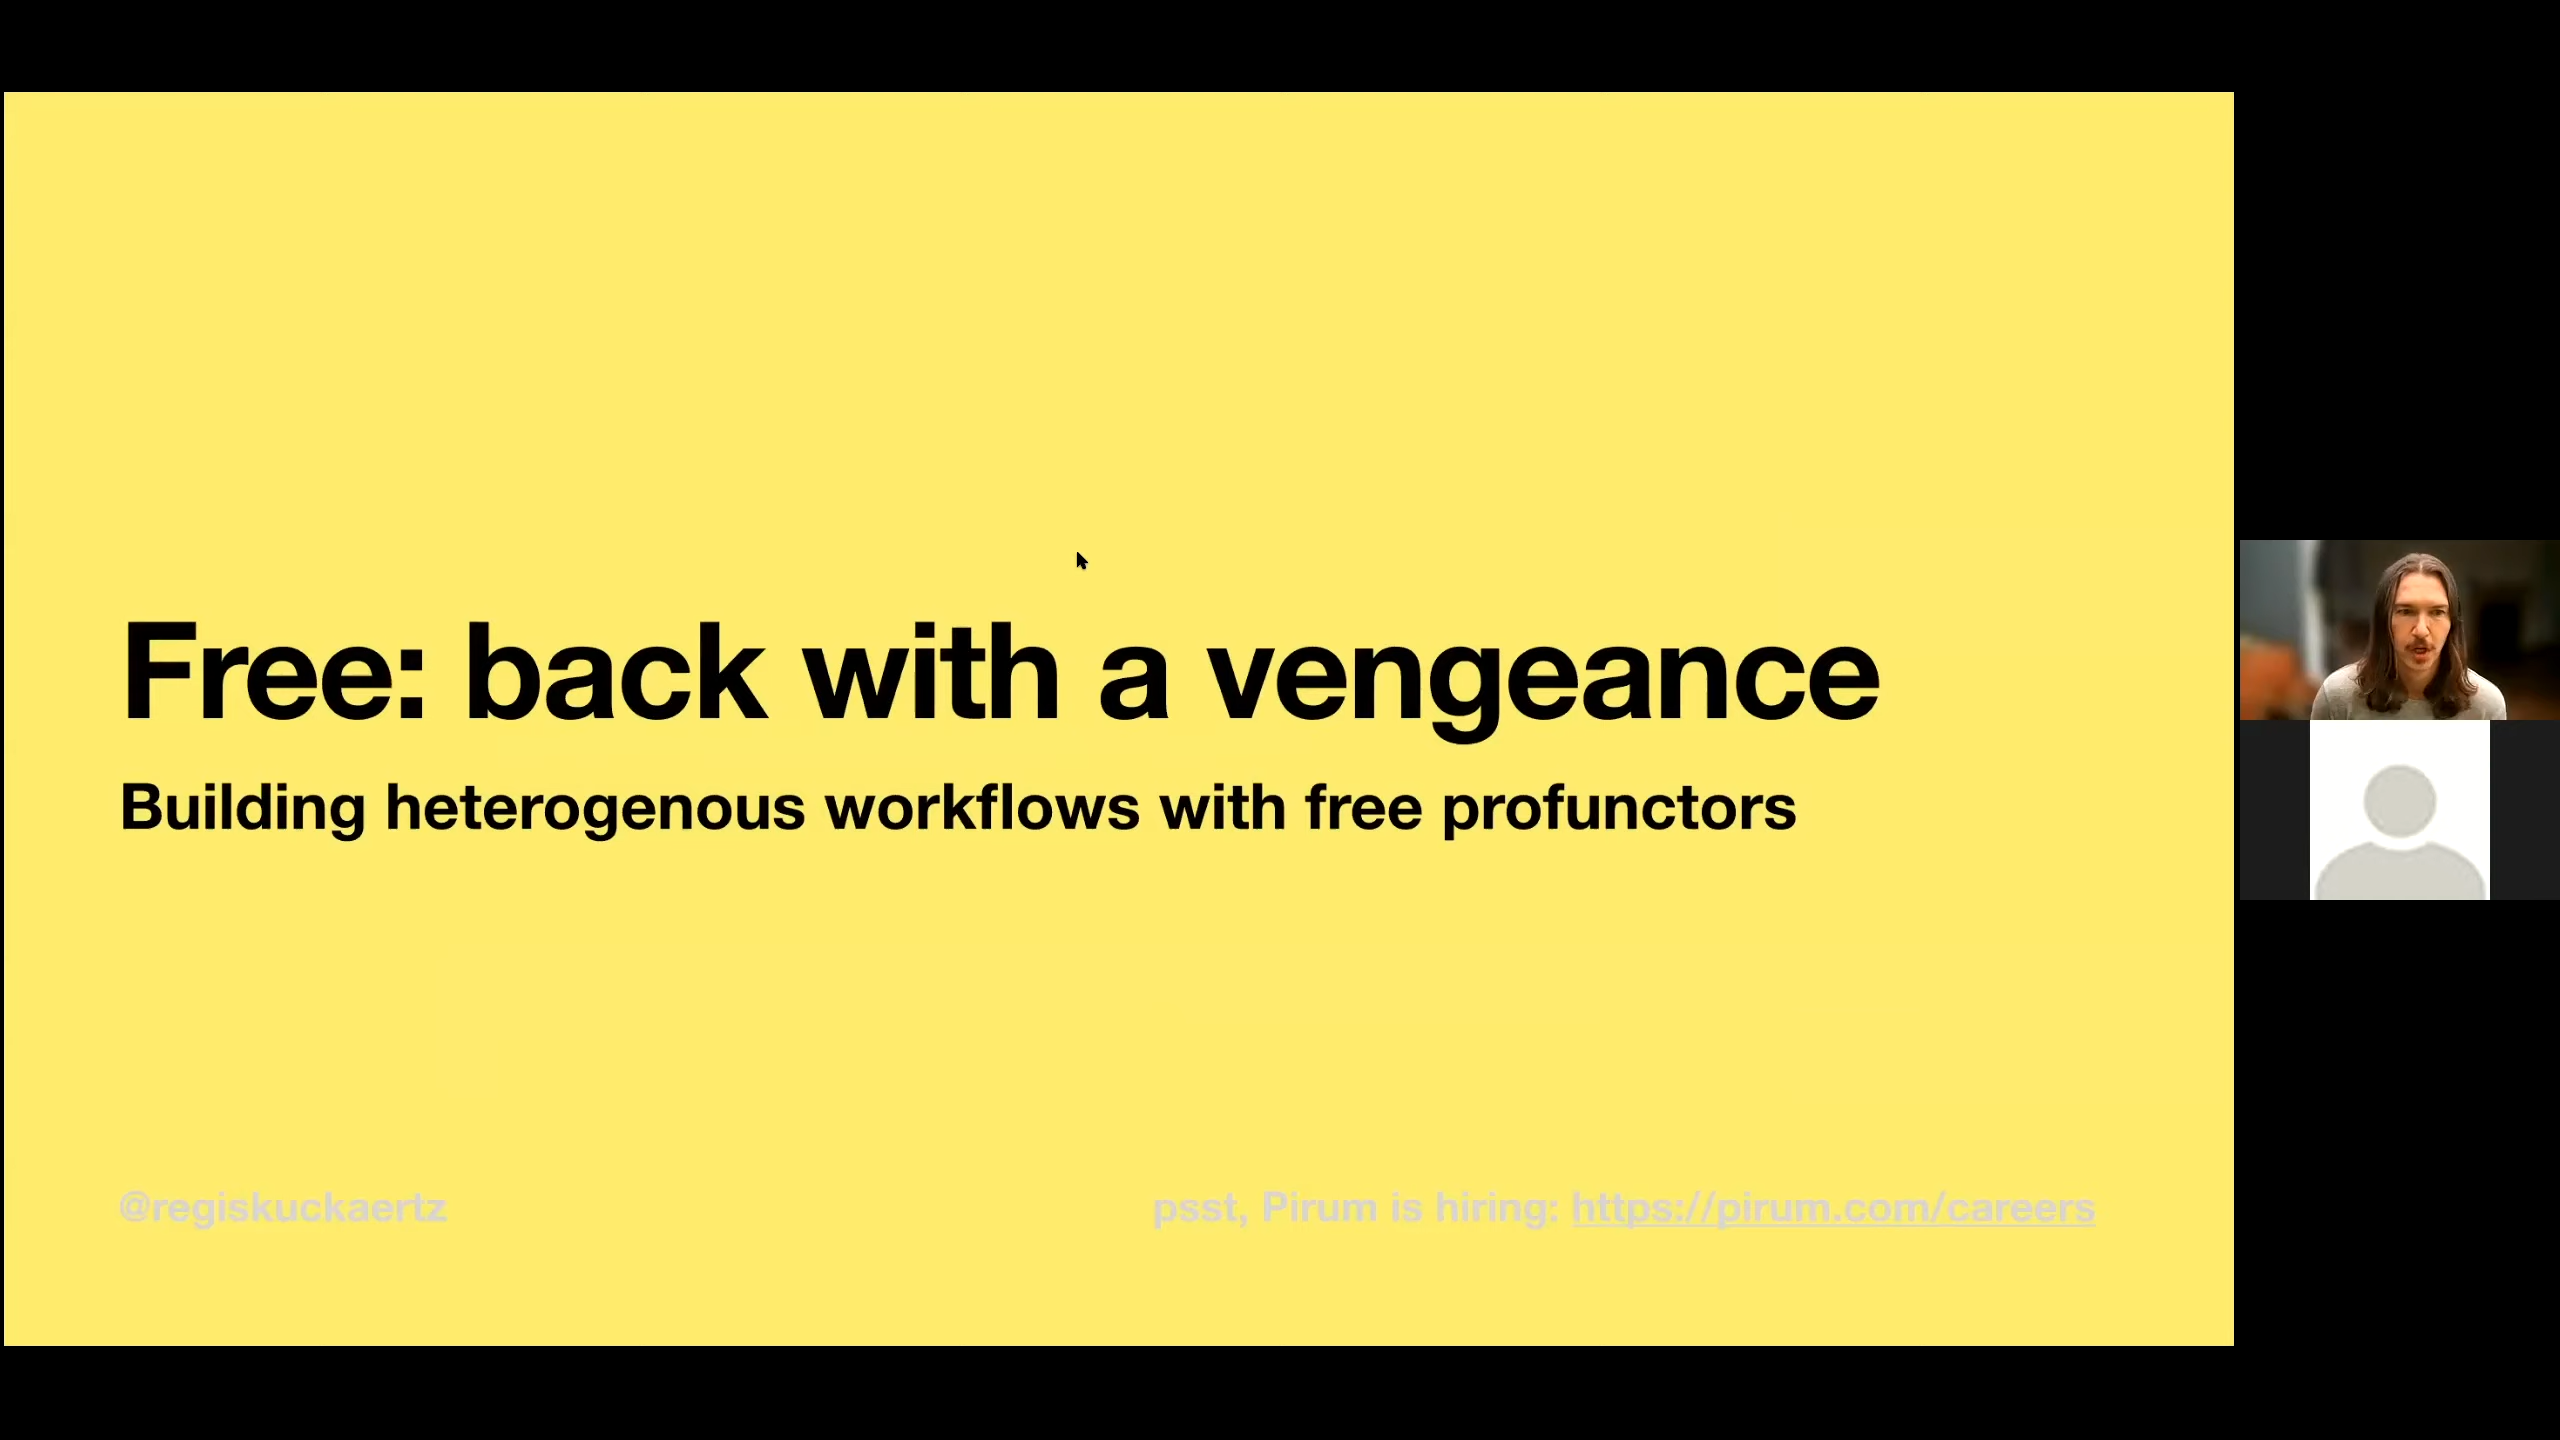 Free: back with a vengeance
Building heterogenous workflows with free profunctors
@regiskuckaertz
psst, Pirum is hiring: https://pirum.com/careers